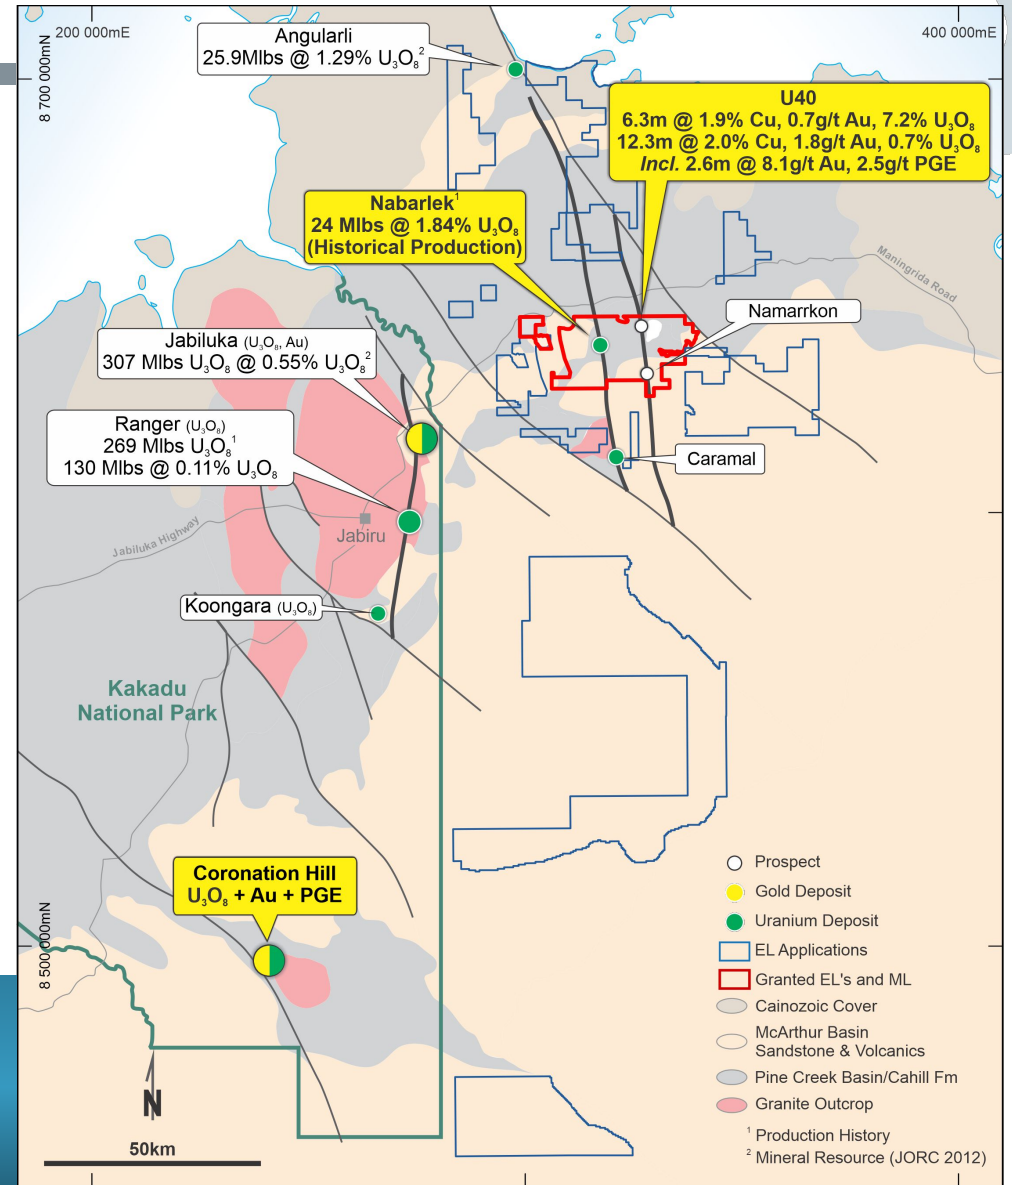 200 000mE
400 000mE
8 700 000mN
8 500 000mN
Angularli
25.9Mlbs @ 1.29% U₃O₈²
U40
6.3m @ 1.9% Cu, 0.7g/t Au, 7.2% U₃O₈
12.3m @ 2.0% Cu, 1.8g/t Au, 0.7% U₃O₈
Incl. 2.6m @ 8.1g/t Au, 2.5g/t PGE
Nabarlek¹
24 Mlbs @ 1.84% U₃O₈
(Historical Production)
Maningrida Road
Namarrkon
Jabiluka (U₃O₈, Au)
307 Mlbs U₃O₈ @ 0.55% U₃O₈²
Ranger (U₃O₈)
269 Mlbs U₃O₈¹
130 Mlbs @ 0.11% U₃O₈
Caramal
Jabiru
Jabiluka Highway
Koongara (U₃O₈)
Kakadu
National Park
Coronation Hill
U₃O₈ + Au + PGE
Prospect
Gold Deposit
Uranium Deposit
EL Applications
Granted EL's and ML
Cainozoic Cover
McArthur Basin
Sandstone & Volcanics
Pine Creek Basin/Cahill Fm
Granite Outcrop
¹ Production History
² Mineral Resource (JORC 2012)
N
50km